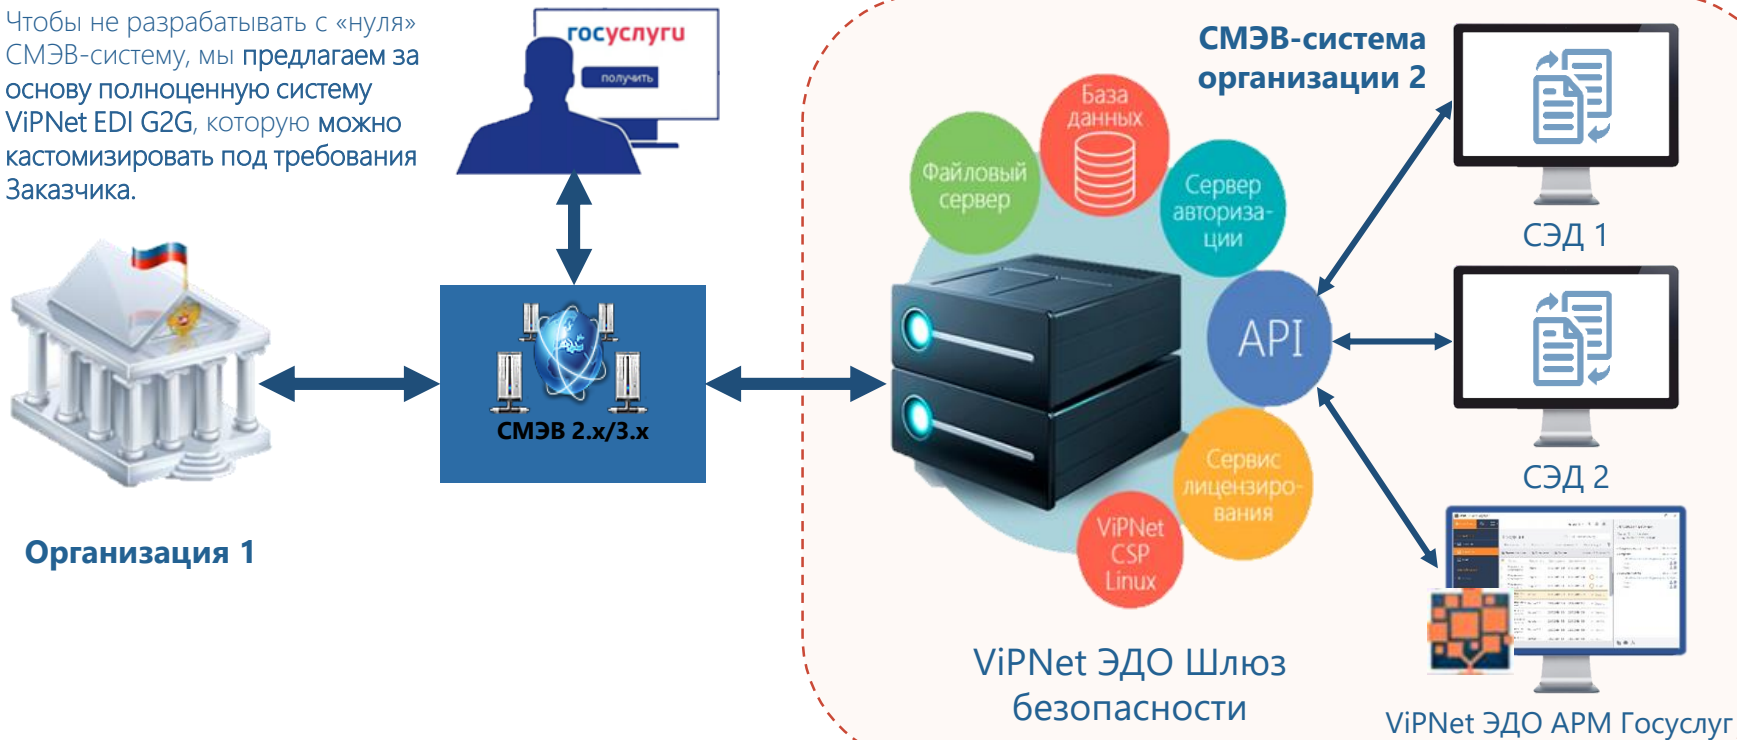 Чтобы не разрабатывать с «нуля»
СМЭВ-систему, мы предлагаем за
основу полноценную систему
ViPNet EDI G2G, которую можно
кастомизировать под требования
Заказчика.
госуслуги
получить
Организация 1
СМЭВ 2.x/3.x
СМЭВ-система
организации 2
База
данных
Файловый
сервер
Сервер
авториза-
ции
API
Сервис
лицензиро-
вания
ViPNet
CSP
Linux
ViPNet ЭДО Шлюз
безопасности
СЭД 1
СЭД 2
ViPNet ЭДО АРМ Госуслуг